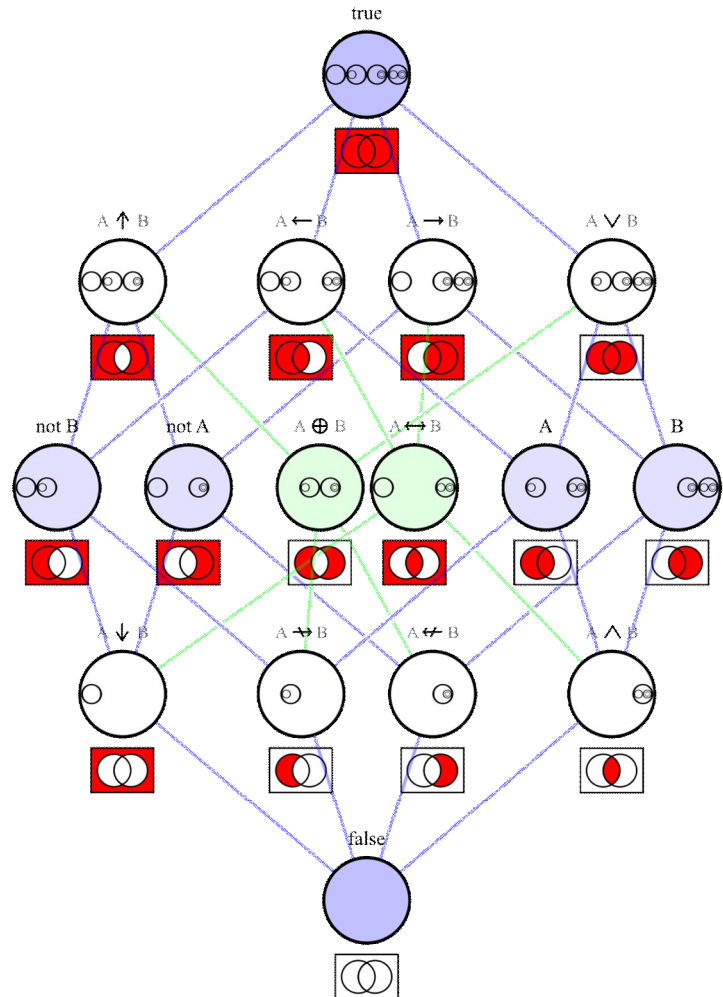 true
A ↑ B A ← B A → B A ∨ B
not B not A A ⊕ B A ↔ B A B
A ↓ B A ↛ B A ↚ B A ∧ B
false